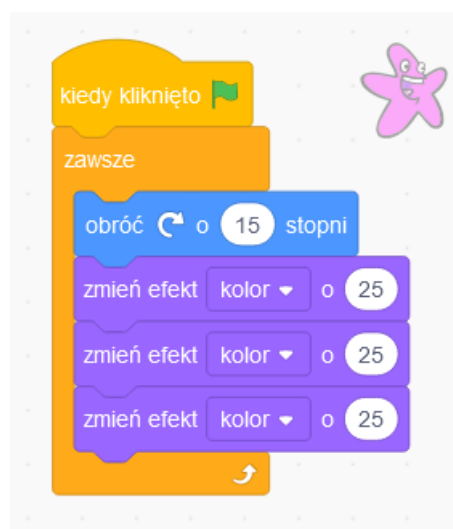 kiedy kliknięto
zawsze
obróć o 15 stopni
zmień efekt kolor o 25
zmień efekt kolor o 25
zmień efekt kolor o 25